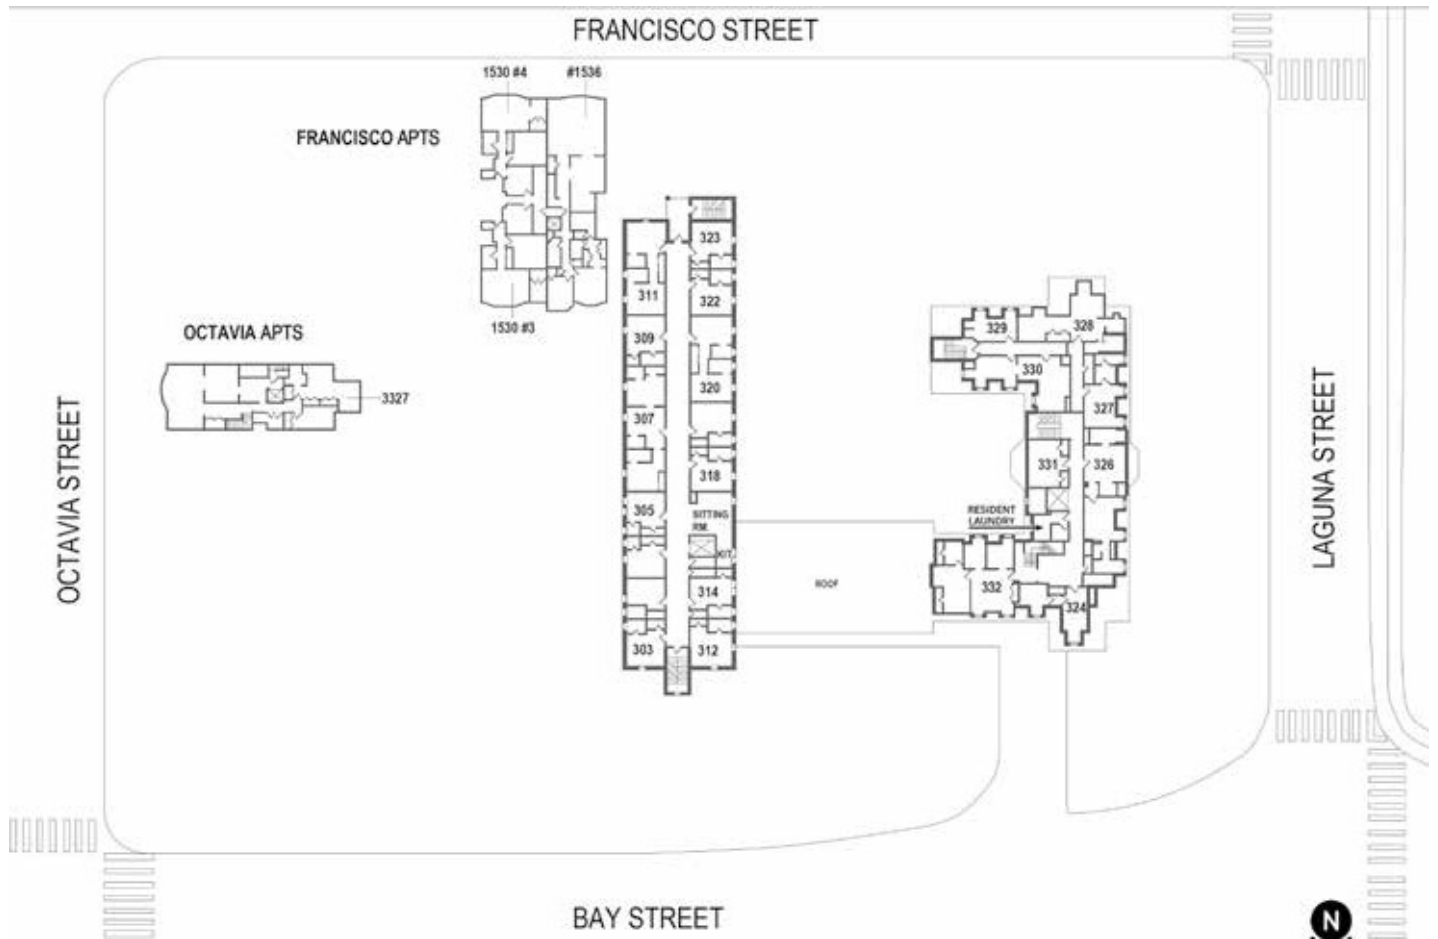 FRANCISCO STREET
1530 #4
#1536
FRANCISCO APTS
323
311
322
1530 #3
OCTAVIA APTS
309
329
328
330
320
3327
307
327
331
326
318
305
SITTING
RM.
RESIDENT
LAUNDRY
KIT.
314
ROOF
332
324
303
312
OCTAVIA STREET
LAGUNA STREET
BAY STREET
N